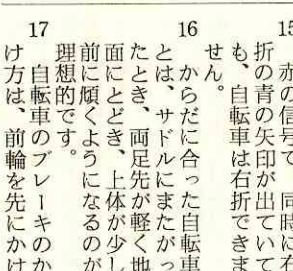 15 赤の信号で、同時に右
折の青の矢印が出ていて
も、自転車は右折できま
せん。
16 からだに合った自転車
とは、サドルにまたがっ
たとき、両足先が軽く地
面にとどき、上体が少し
前に傾くようになるのが
理想的です。
17 自転車のブレーキのか
け方は、前輪を先にかけ